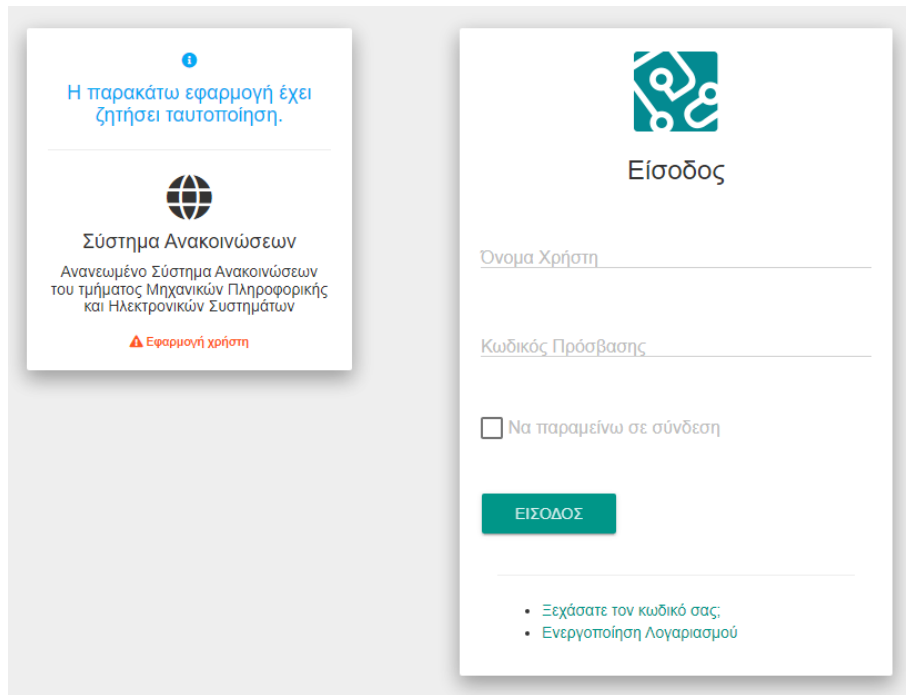 Η παρακάτω εφαρμογή έχει
ζητήσει ταυτοποίηση.
Σύστημα Ανακοινώσεων
Ανανεωμένο Σύστημα Ανακοινώσεων
του τμήματος Μηχανικών Πληροφορικής
και Ηλεκτρονικών Συστημάτων
Εφαρμογή χρήστη
Είσοδος
Όνομα Χρήστη
Κωδικός Πρόσβασης
Να παραμείνω σε σύνδεση
ΕΙΣΟΔΟΣ
Ξεχάσατε τον κωδικό σας;
Ενεργοποίηση Λογαριασμού